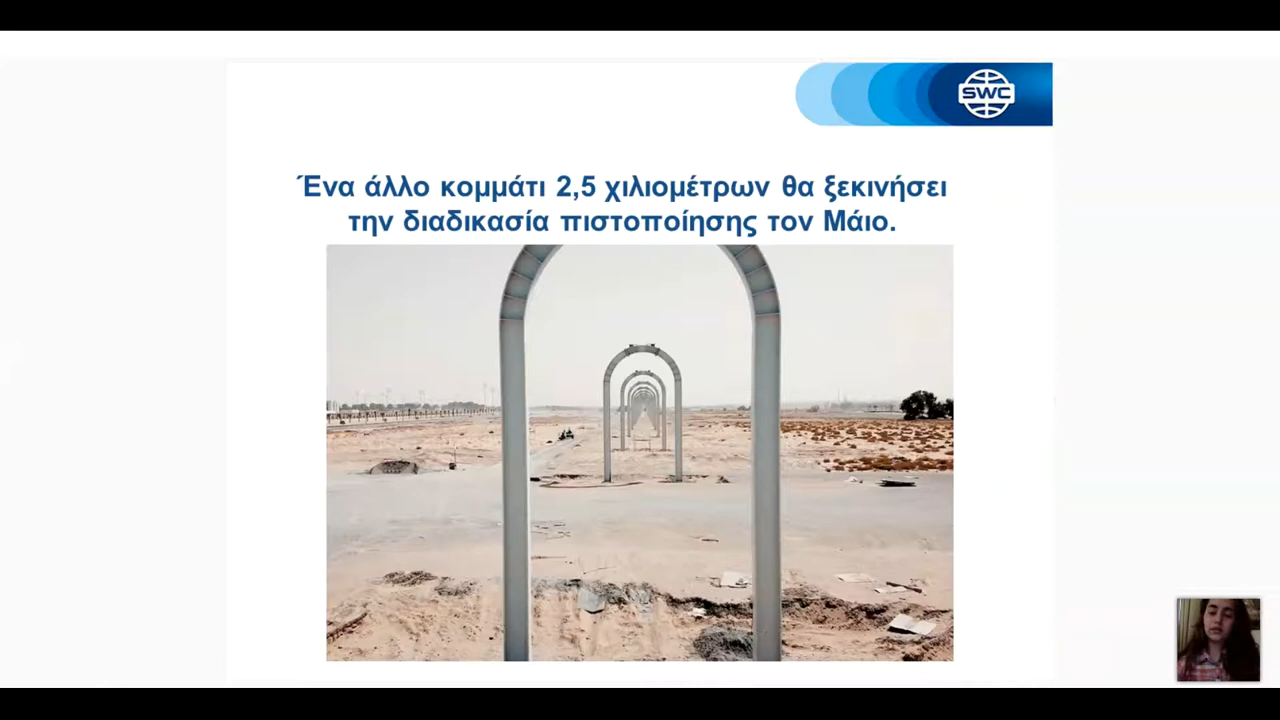 SWC
Ένα άλλο κομμάτι 2,5 χιλιομέτρων θα ξεκινήσει
την διαδικασία πιστοποίησης τον Μάιο.